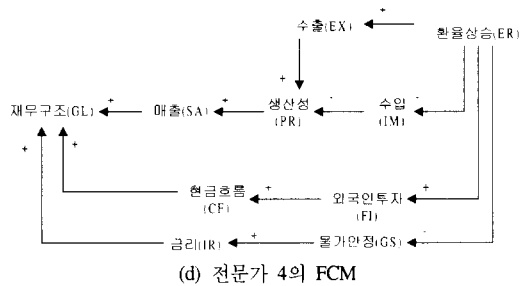 수출(EX) + 환율상승(ER)
+
재무구조(GL) + 매출(SA) + 생산성 - 수입 -
(PR) (IM)
+ +
현금흐름 + 외국인투자 +
(CF) (FI)
금리(IR) + 물가안정(GS) -
(d) 전문가 4의 FCM